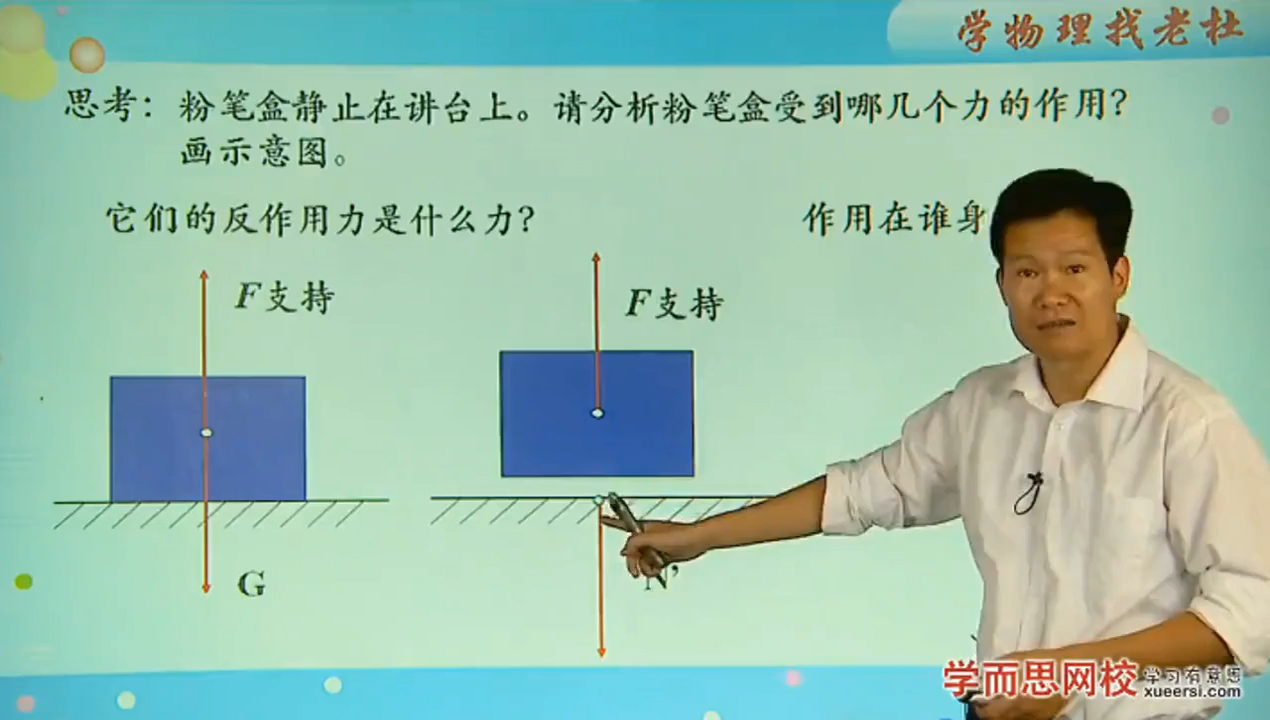 学物理找老杜
思考：粉笔盒静止在讲台上。请分析粉笔盒受到哪几个力的作用？
画示意图。
它们的反作用力是什么力？
作用在谁身
F支持
F支持
G
N'
学而思网校
学习有意思
xueersi.com